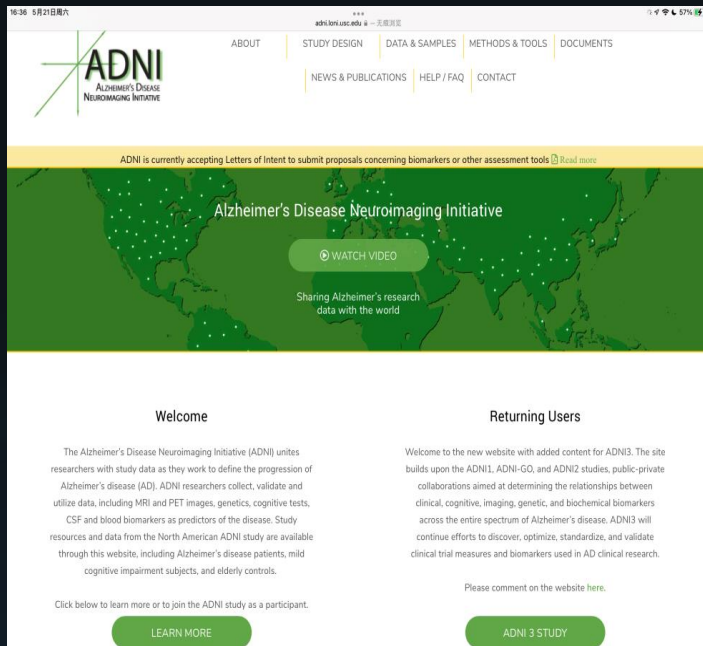 16:36 5月21日周六
adni.loni.usc.edu — 无痕浏览
57%
ADNI
ALZHEIMER'S DISEASE
NEUROIMAGING INITIATIVE
ABOUT STUDY DESIGN DATA & SAMPLES METHODS & TOOLS DOCUMENTS
NEWS & PUBLICATIONS HELP / FAQ CONTACT
ADNI is currently accepting Letters of Intent to submit proposals concerning biomarkers or other assessment tools Read more
Alzheimer's Disease Neuroimaging Initiative
WATCH VIDEO
Sharing Alzheimer's research
data with the world
Welcome
The Alzheimer's Disease Neuroimaging Initiative (ADNI) unites
researchers with study data as they work to define the progression of
Alzheimer's disease (AD). ADNI researchers collect, validate and
utilize data, including MRI and PET images, genetics, cognitive tests,
CSF and blood biomarkers as predictors of the disease. Study
resources and data from the North American ADNI study are available
through this website, including Alzheimer's disease patients, mild
cognitive impairment subjects, and elderly controls.
Click below to learn more or to join the ADNI study as a participant.
LEARN MORE
Returning Users
Welcome to the new website with added content for ADNI3. The site
builds upon the ADNI1, ADNI-GO, and ADNI2 studies, public-private
collaborations aimed at determining the relationships between
clinical, cognitive, imaging, genetic, and biochemical biomarkers
across the entire spectrum of Alzheimer's disease. ADNI3 will
continue efforts to discover, optimize, standardize, and validate
clinical trial measures and biomarkers used in AD clinical research.
Please comment on the website here.
ADNI 3 STUDY